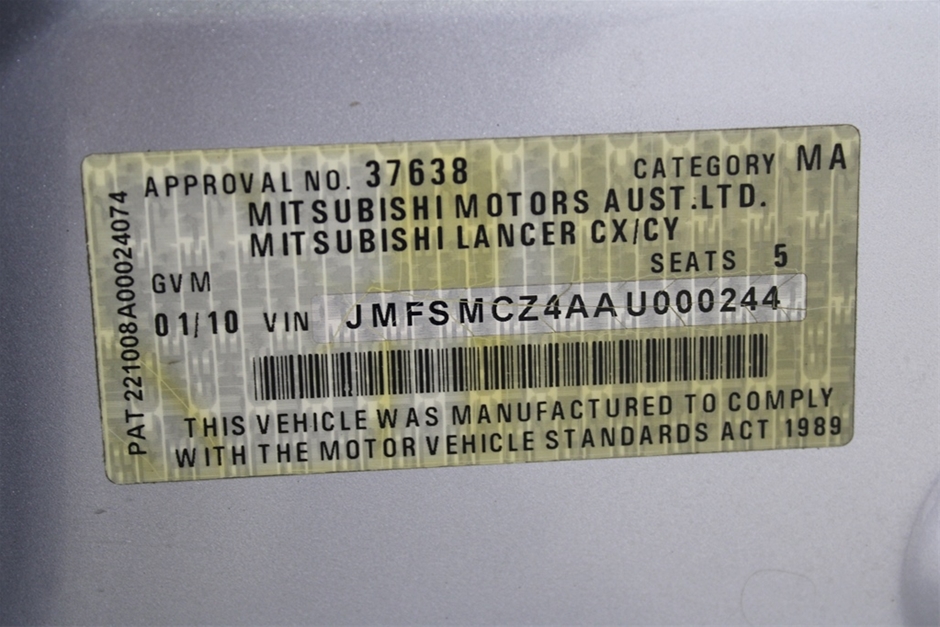 APPROVAL NO. 37638 CATEGORY MA
MITSUBISHI MOTORS AUST.LTD.
MITSUBISHI LANCER CX/CY
SEATS 5
GVM
01/10 VIN JMFSMCZ4AAU000244
THIS VEHICLE WAS MANUFACTURED TO COMPLY
WITH THE MOTOR VEHICLE STANDARDS ACT 1989
PAT 221008A00024074